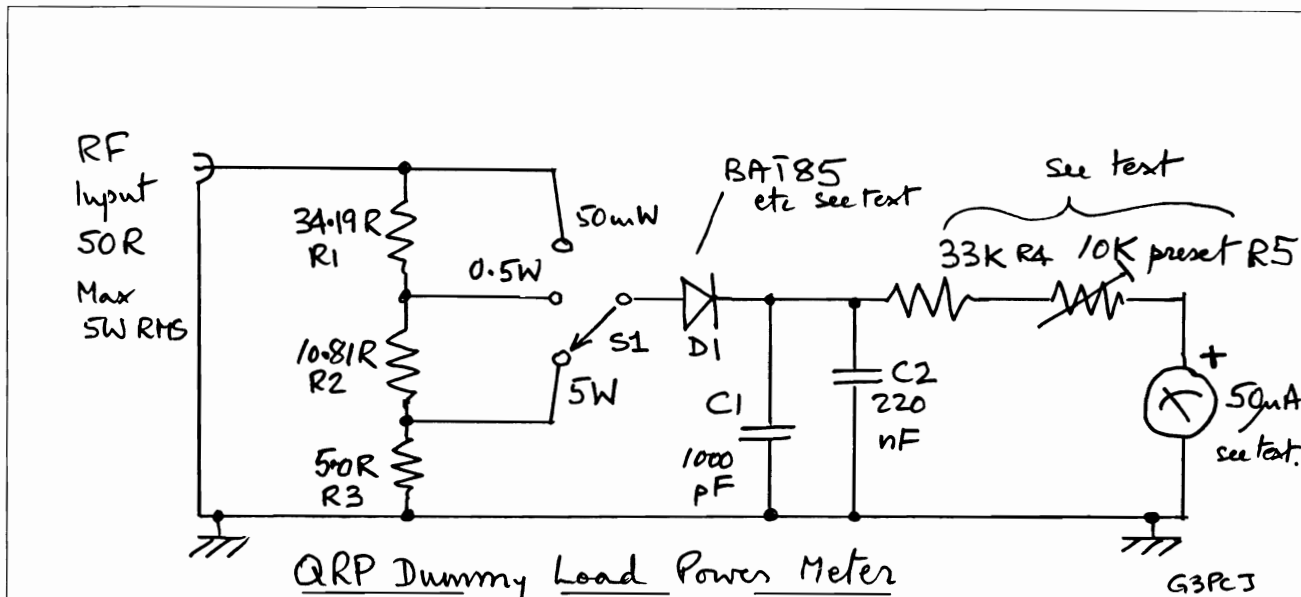 RF
Input
50R
Max
5W RMS
34.19R
R1
10.81R
R2
5.0R
R3
50mW
0.5W
5W
S1
BAT85
etc see text
D1
C1
1000
pF
C2
220
nF
see text
33K R4 10K preset R5
+
50µA
see text.
QRP Dummy Load Power Meter
G3PCJ